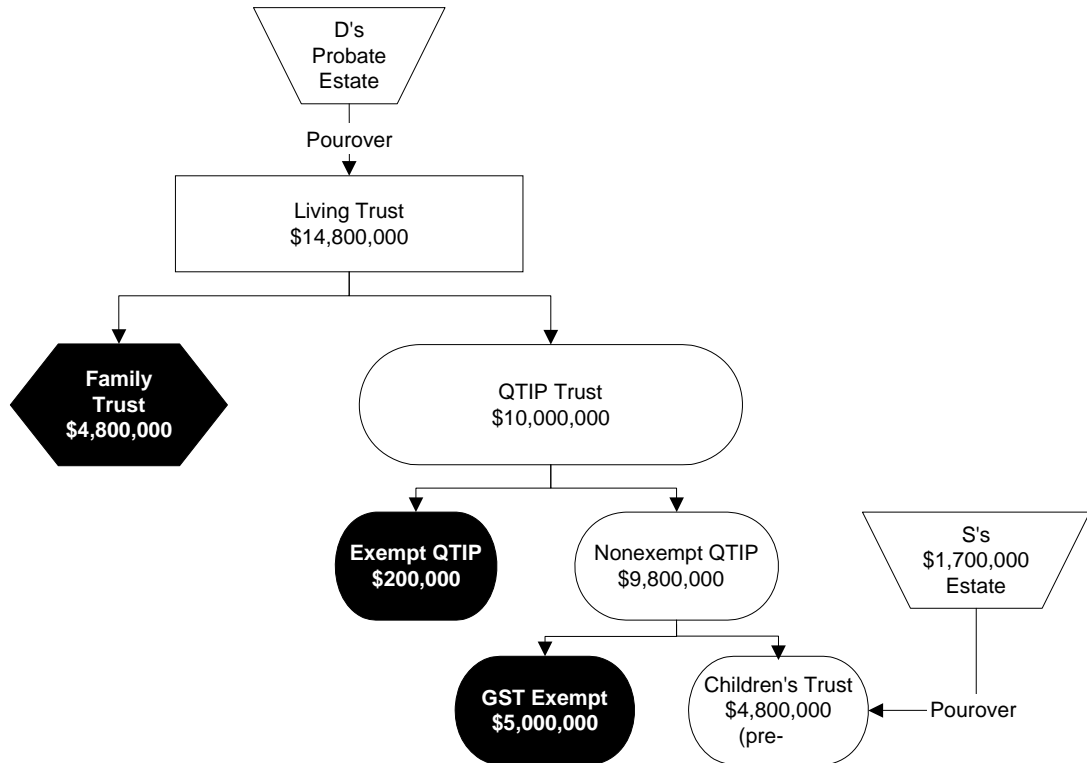 D's
Probate
Estate
Pourover
Living Trust
$14,800,000
Family
Trust
$4,800,000
QTIP Trust
$10,000,000
Exempt QTIP
$200,000
Nonexempt QTIP
$9,800,000
S's
$1,700,000
Estate
GST Exempt
$5,000,000
Children's Trust
$4,800,000
(pre-
Pourover